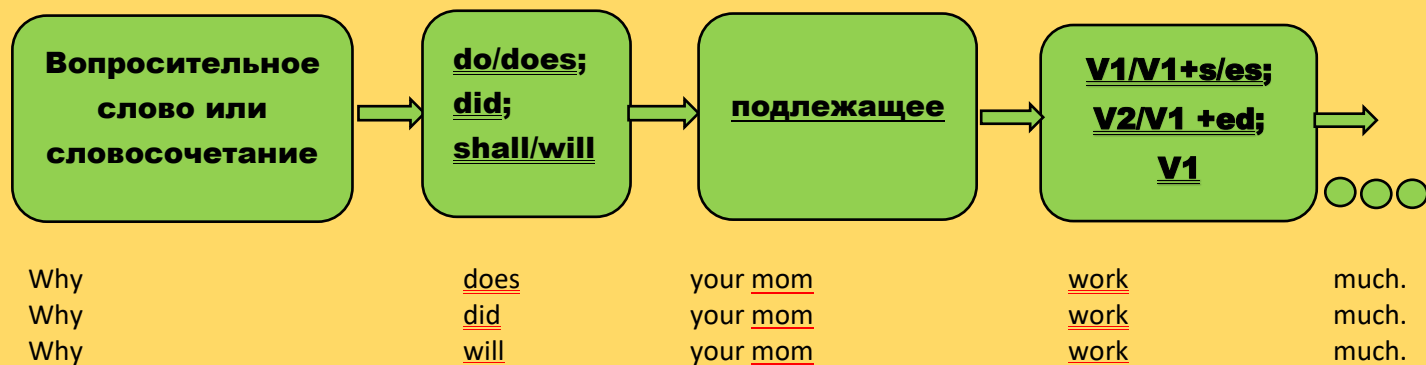 Вопросительное
слово или
словосочетание
do/does;
did;
shall/will
подлежащее
V1/V1+s/es;
V2/V1 +ed;
V1
Why does your mom work much.
Why did your mom work much.
Why will your mom work much.